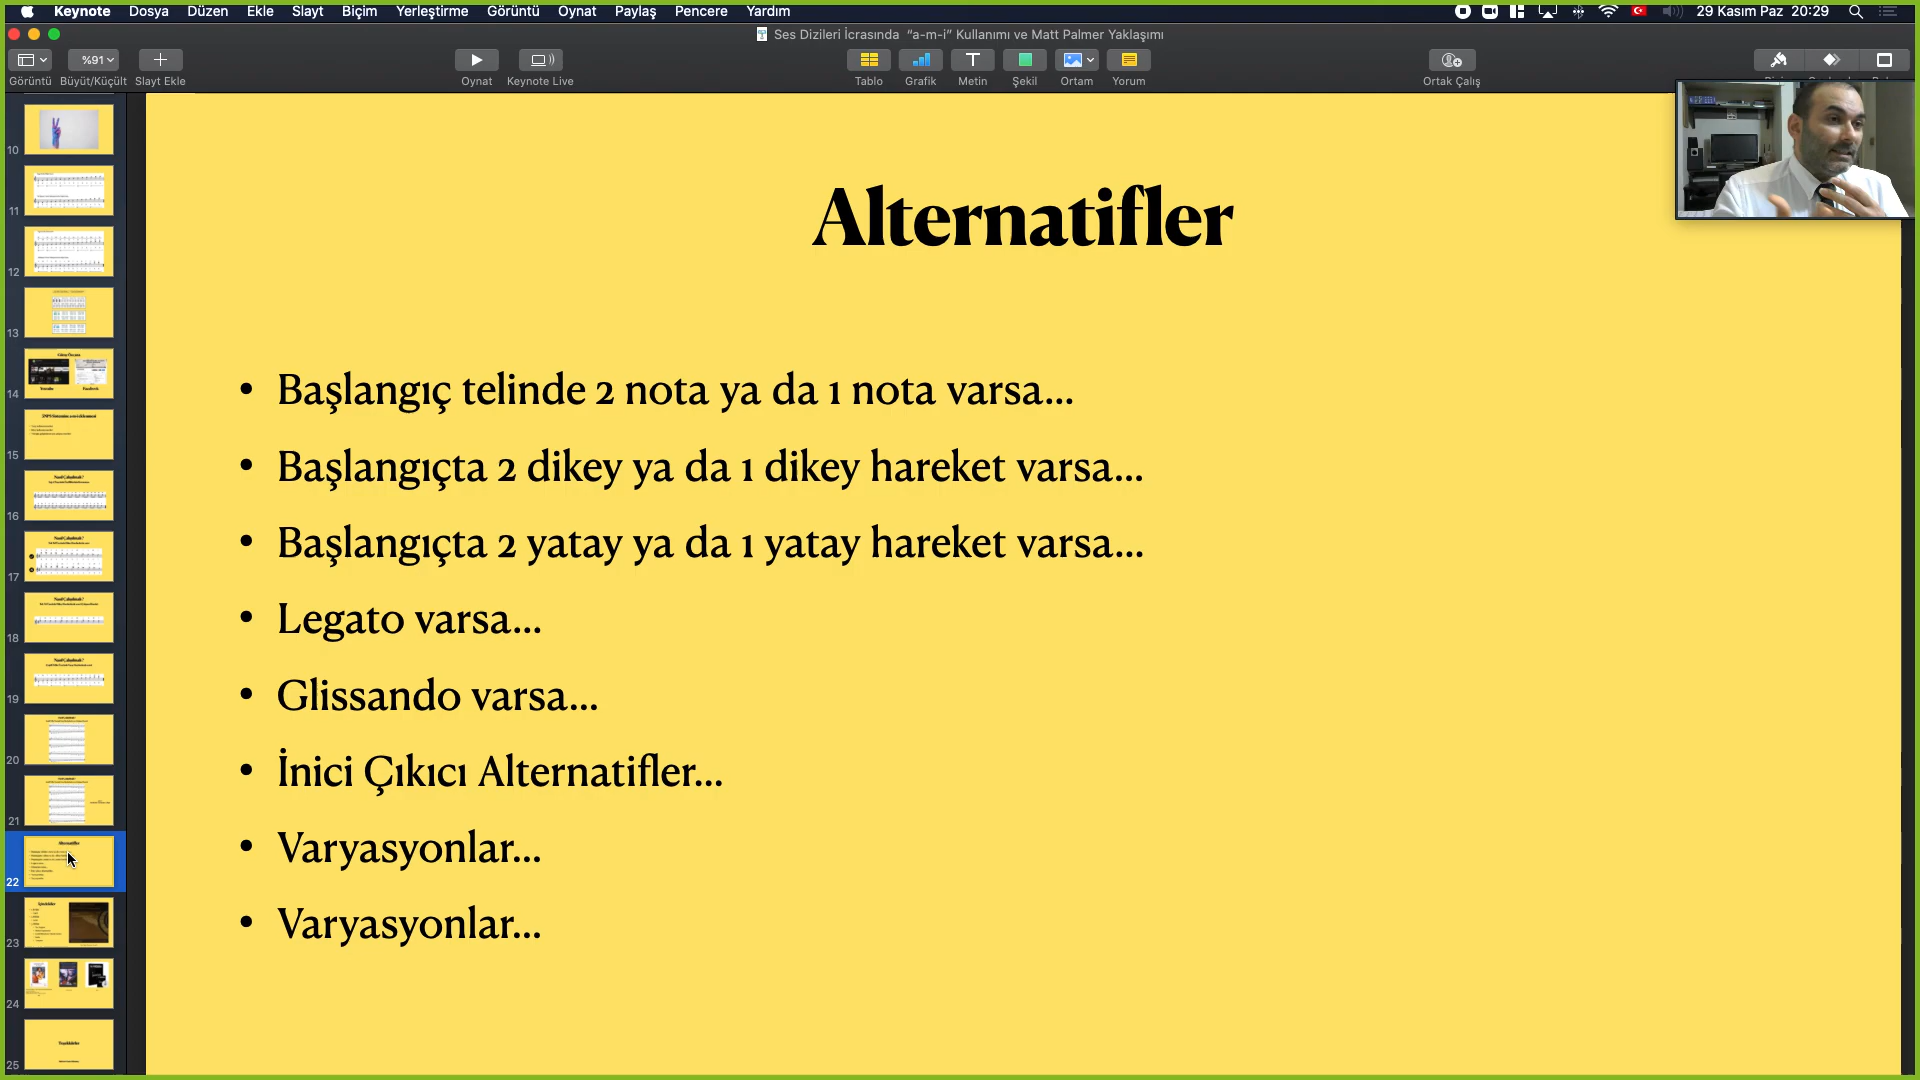 Keynote Dosya Düzen Ekle Slayt Biçim Yerleştirme Görüntü Oynat Paylaş Pencere Yardım 29 Kasım Paz 20:29
Ses Dizileri İcrasında “a-m-i” Kullanımı ve Matt Palmer Yaklaşımı
%91
Görüntü Büyüt/Küçült Slayt Ekle Oynat Keynote Live Tablo Grafik Metin Şekil Ortam Yorum Ortak Çalış
Alternatifler
• Başlangıç telinde 2 nota ya da 1 nota varsa...
• Başlangıçta 2 dikey ya da 1 dikey hareket varsa...
• Başlangıçta 2 yatay ya da 1 yatay hareket varsa...
• Legato varsa...
• Glissando varsa...
• İnici Çıkıcı Alternatifler...
• Varyasyonlar...
• Varyasyonlar...
10
11
12
13
14
15
16
17
18
19
20
21
Alternatifler
22
23
24
25